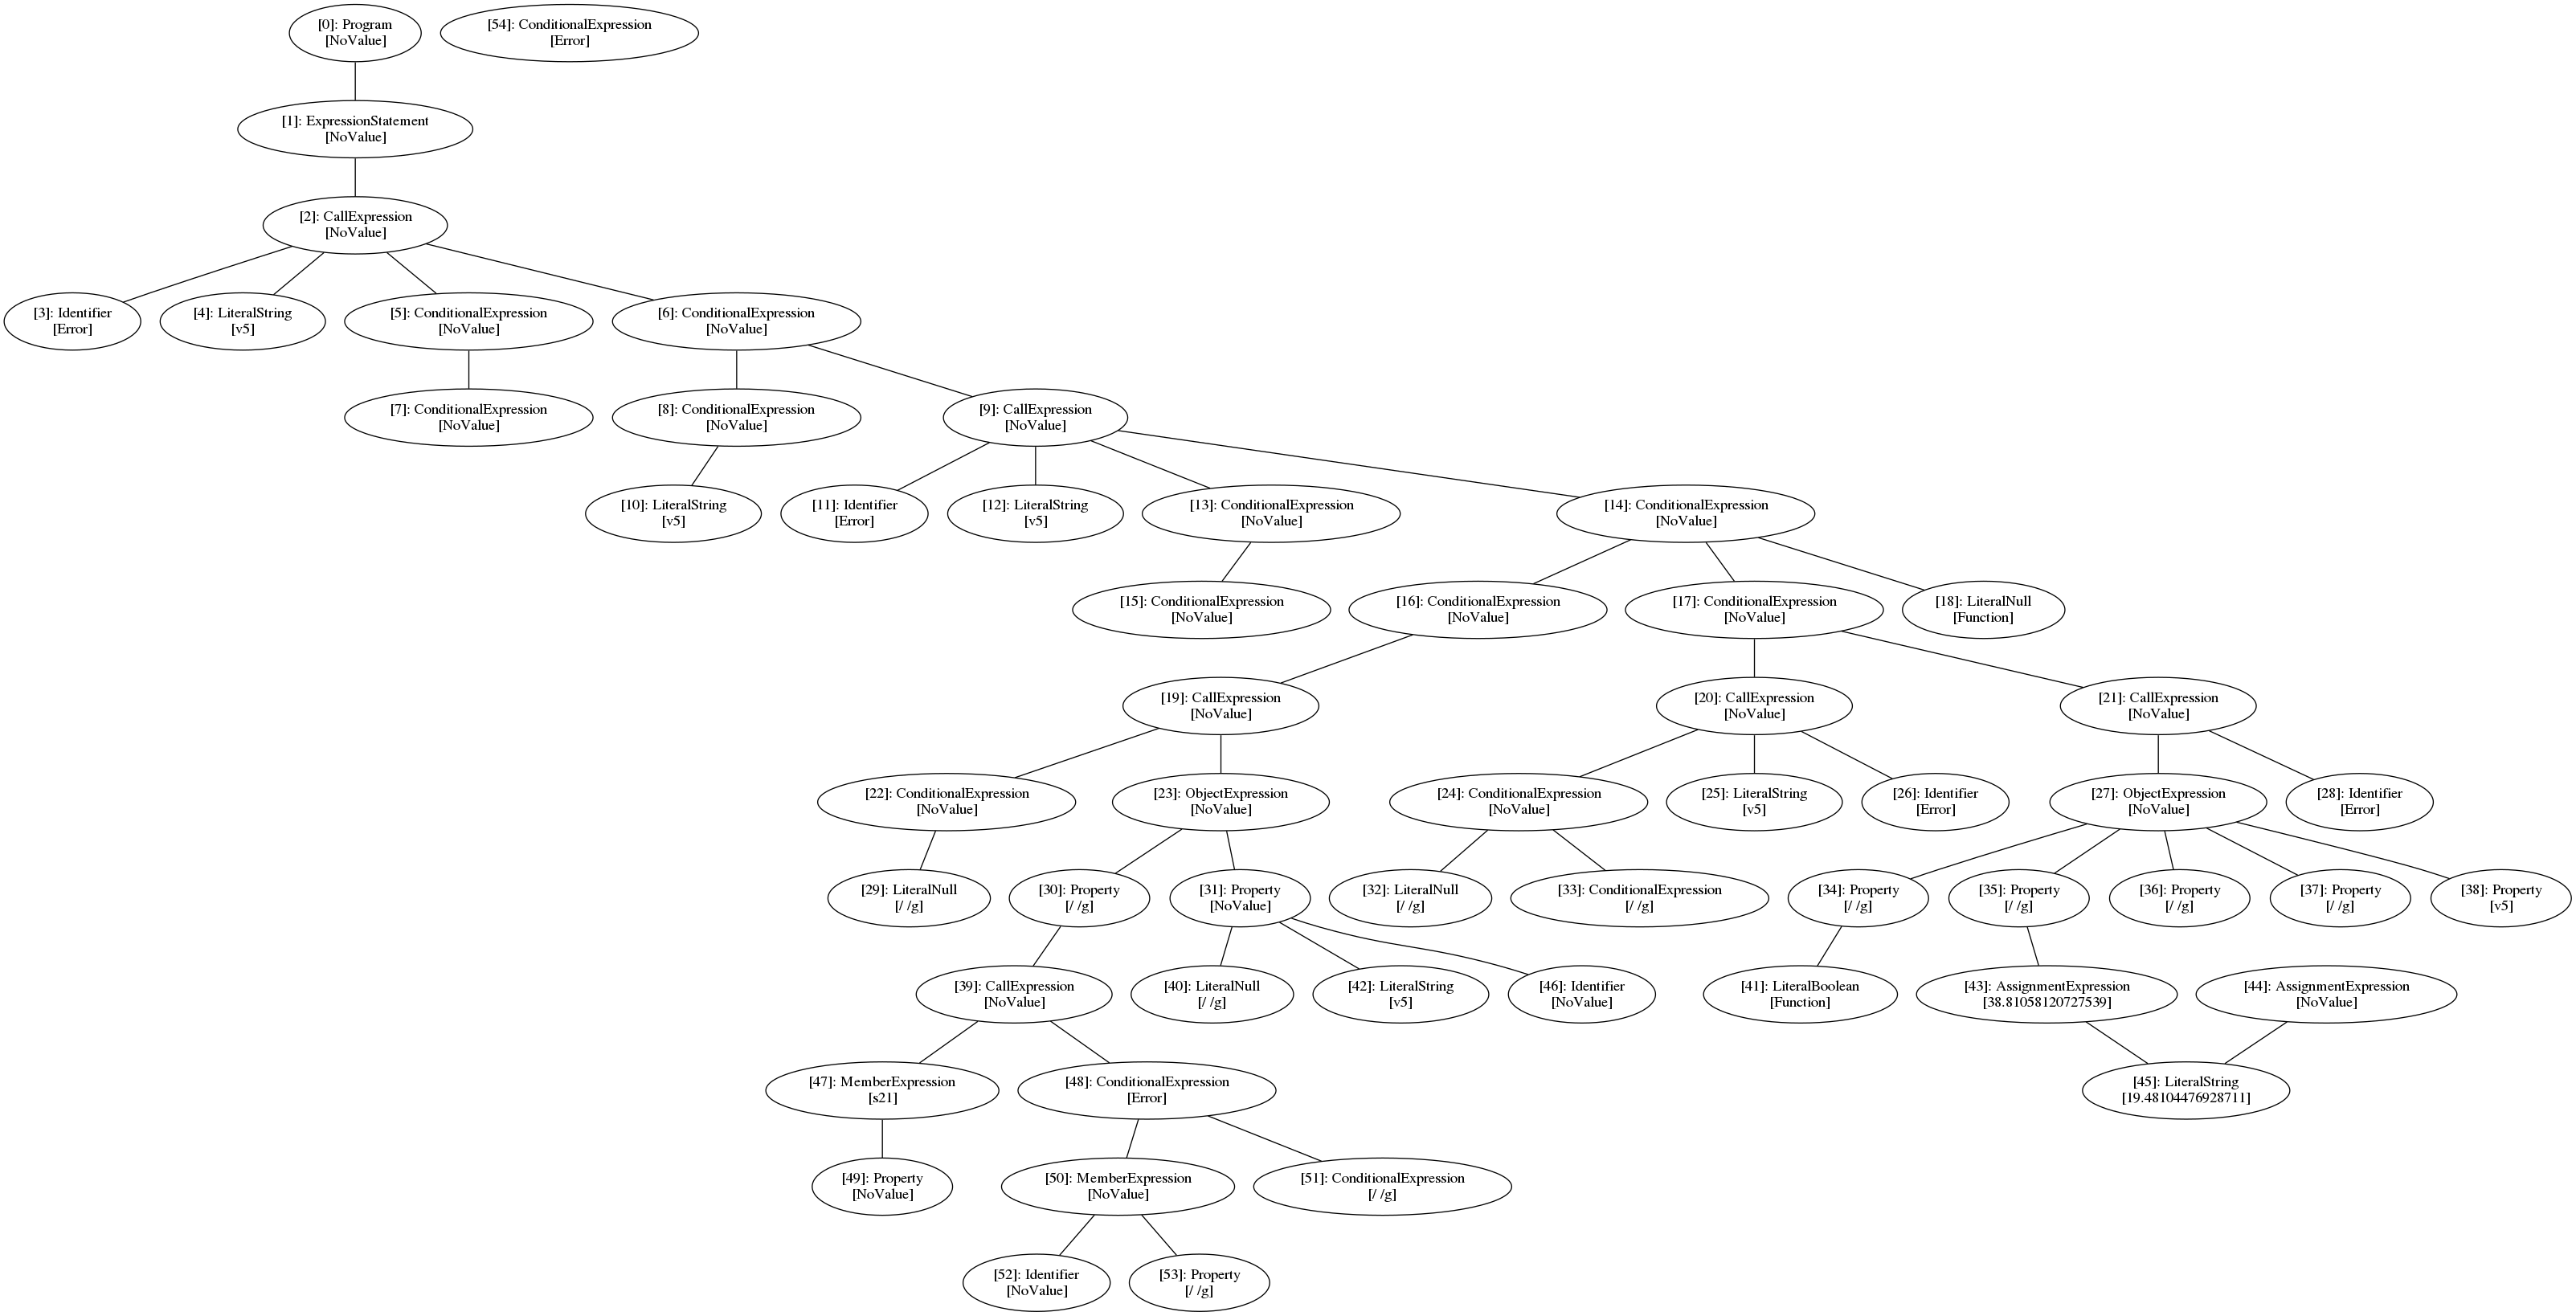 [0]: Program
[NoValue]
[54]: ConditionalExpression
[Error]
[1]: ExpressionStatement
[NoValue]
[2]: CallExpression
[NoValue]
[3]: Identifier
[Error]
[4]: LiteralString
[v5]
[5]: ConditionalExpression
[NoValue]
[6]: ConditionalExpression
[NoValue]
[7]: ConditionalExpression
[NoValue]
[8]: ConditionalExpression
[NoValue]
[9]: CallExpression
[NoValue]
[10]: LiteralString
[v5]
[11]: Identifier
[Error]
[12]: LiteralString
[v5]
[13]: ConditionalExpression
[NoValue]
[14]: ConditionalExpression
[NoValue]
[15]: ConditionalExpression
[NoValue]
[16]: ConditionalExpression
[NoValue]
[17]: ConditionalExpression
[NoValue]
[18]: LiteralNull
[Function]
[19]: CallExpression
[NoValue]
[20]: CallExpression
[NoValue]
[21]: CallExpression
[NoValue]
[22]: ConditionalExpression
[NoValue]
[23]: ObjectExpression
[NoValue]
[24]: ConditionalExpression
[NoValue]
[25]: LiteralString
[v5]
[26]: Identifier
[Error]
[27]: ObjectExpression
[NoValue]
[28]: Identifier
[Error]
[29]: LiteralNull
[/ /g]
[30]: Property
[/ /g]
[31]: Property
[NoValue]
[32]: LiteralNull
[/ /g]
[33]: ConditionalExpression
[/ /g]
[34]: Property
[/ /g]
[35]: Property
[/ /g]
[36]: Property
[/ /g]
[37]: Property
[/ /g]
[38]: Property
[v5]
[39]: CallExpression
[NoValue]
[40]: LiteralNull
[/ /g]
[42]: LiteralString
[v5]
[46]: Identifier
[NoValue]
[41]: LiteralBoolean
[Function]
[43]: AssignmentExpression
[38.81058120727539]
[44]: AssignmentExpression
[NoValue]
[47]: MemberExpression
[s21]
[48]: ConditionalExpression
[Error]
[45]: LiteralString
[19.48104476928711]
[49]: Property
[NoValue]
[50]: MemberExpression
[NoValue]
[51]: ConditionalExpression
[/ /g]
[52]: Identifier
[NoValue]
[53]: Property
[/ /g]